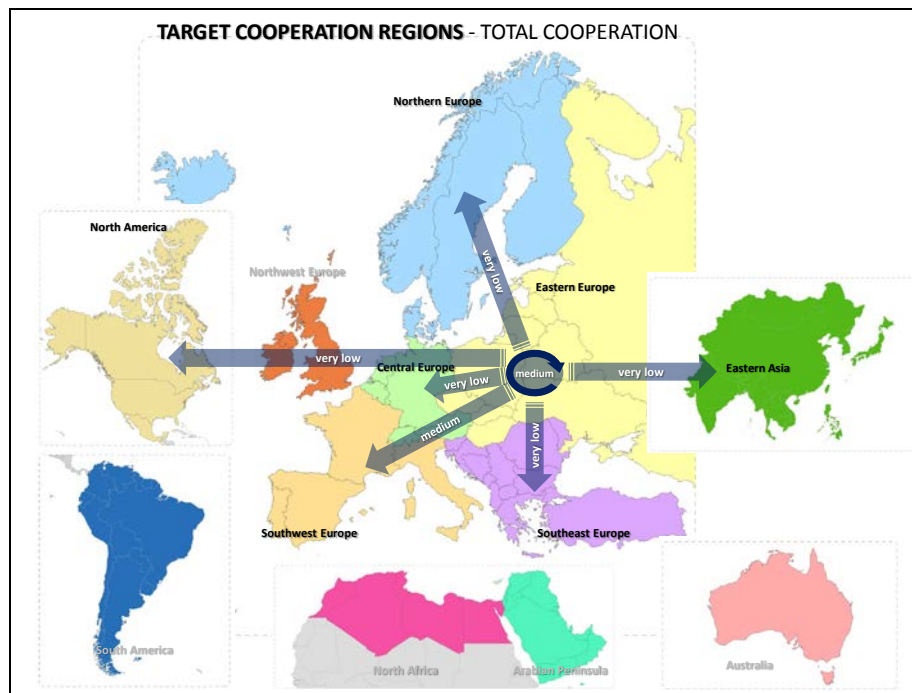 TARGET COOPERATION REGIONS - TOTAL COOPERATION
Northern Europe
North America
Northwest Europe
very low
Eastern Europe
very low
Central Europe
very low
medium
very low
Eastern Asia
medium
very low
Southwest Europe
Southeast Europe
South America
North Africa
Arabian Peninsula
Australia